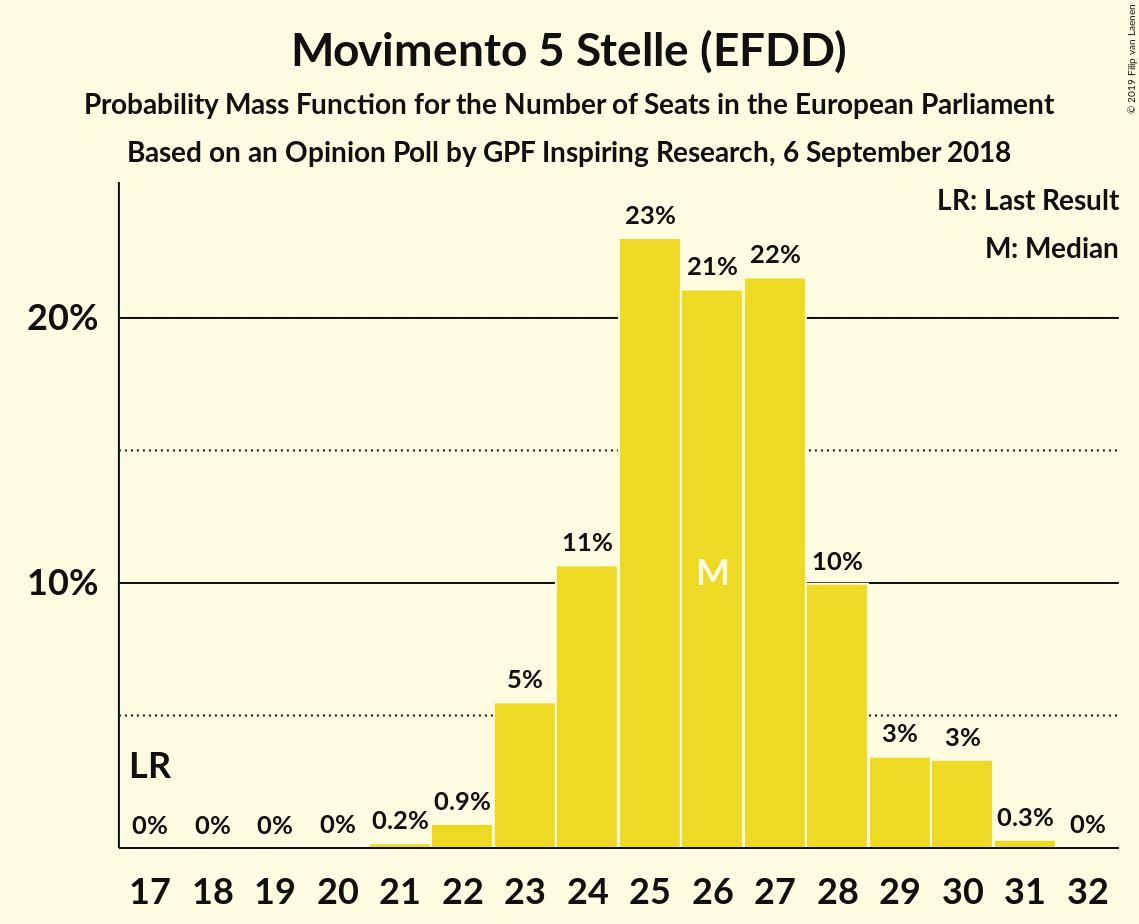 Movimento 5 Stelle (EFDD)
Probability Mass Function for the Number of Seats in the European Parliament
Based on an Opinion Poll by GPF Inspiring Research, 6 September 2018
© 2019 Filip van Laenen
LR: Last Result
M: Median
20%
10%
LR
0%
0%
0%
0%
0.2%
0.9%
5%
11%
23%
21%
22%
10%
3%
3%
0.3%
0%
M
17 18 19 20 21 22 23 24 25 26 27 28 29 30 31 32